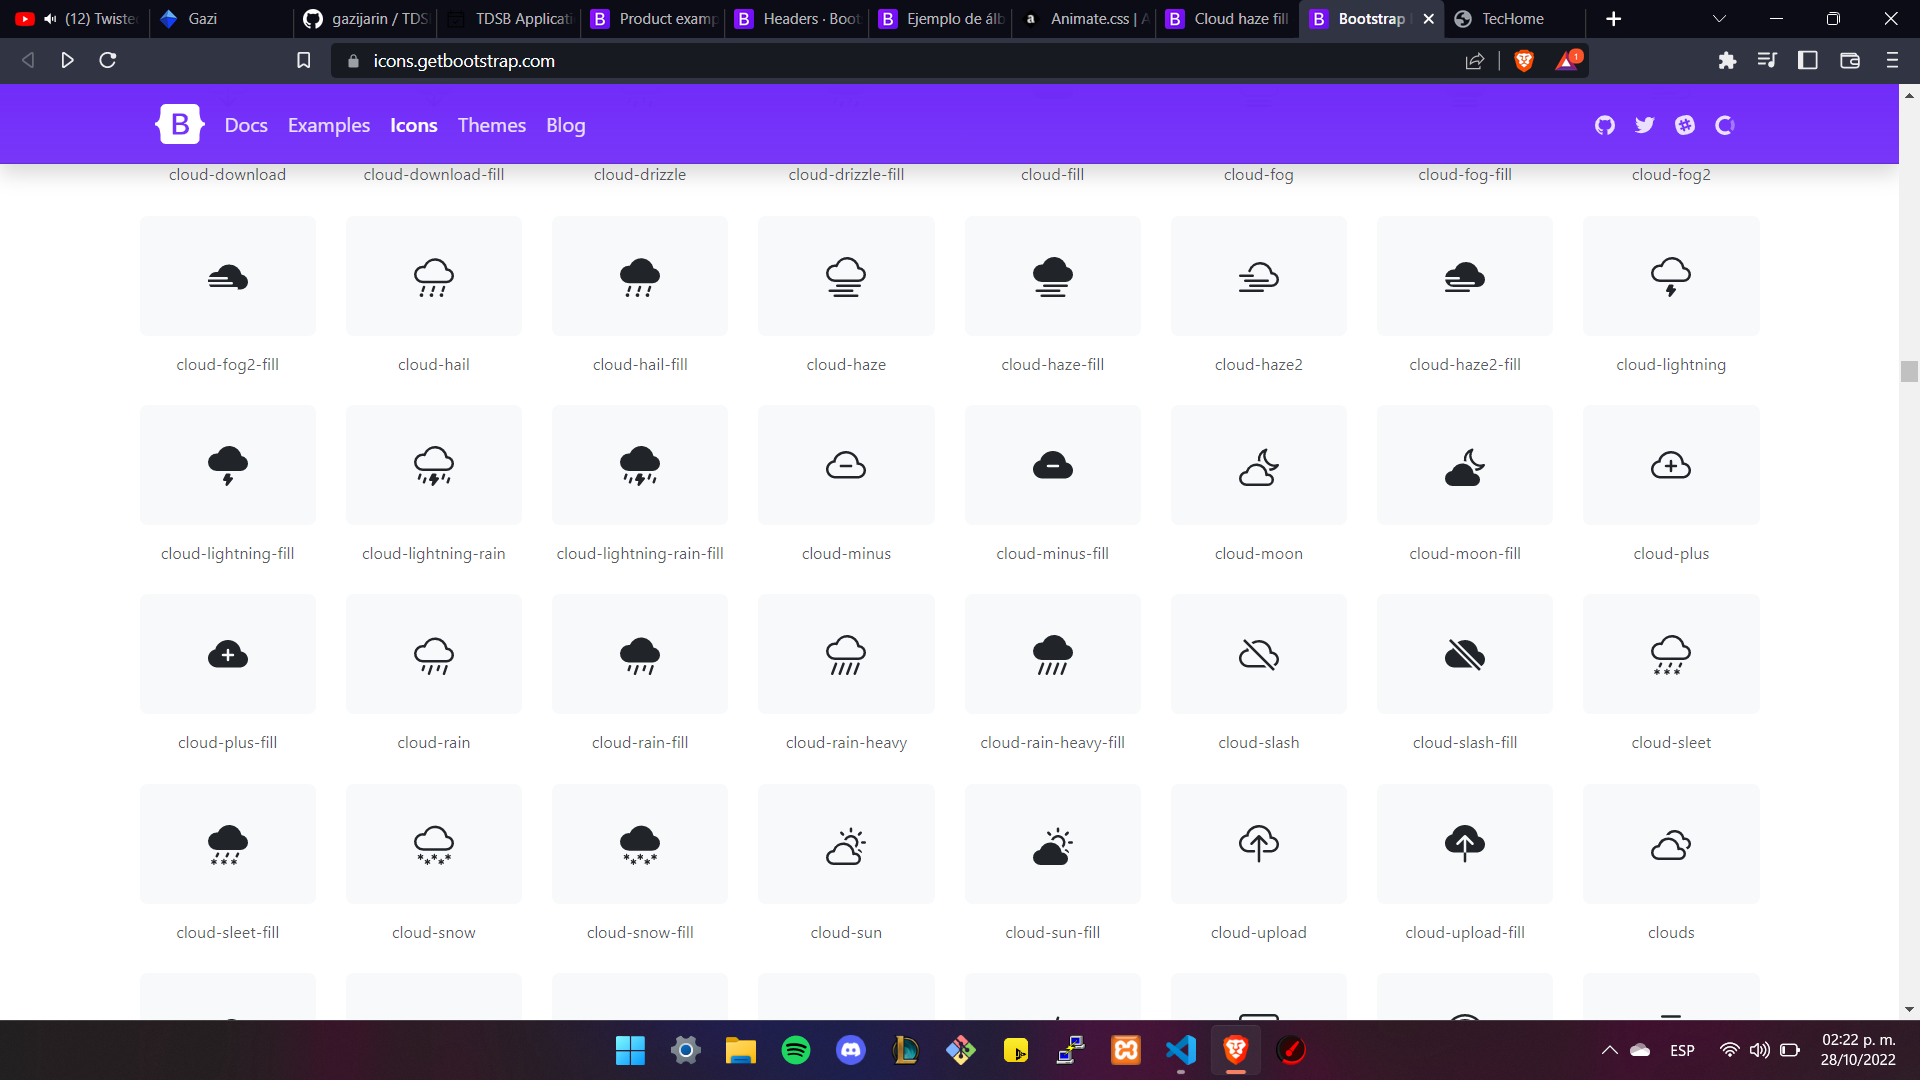 (12) Twiste
Gazi
gazijarin / TDS
TDSB Applicati
Product examp
Headers · Boot
Ejemplo de álb
Animate.css | A
Cloud haze fill
Bootstrap
TecHome
icons.getbootstrap.com
1
B Docs Examples Icons Themes Blog
cloud-download cloud-download-fill cloud-drizzle cloud-drizzle-fill cloud-fill cloud-fog cloud-fog-fill cloud-fog2
cloud-fog2-fill cloud-hail cloud-hail-fill cloud-haze cloud-haze-fill cloud-haze2 cloud-haze2-fill cloud-lightning
cloud-lightning-fill cloud-lightning-rain cloud-lightning-rain-fill cloud-minus cloud-minus-fill cloud-moon cloud-moon-fill cloud-plus
cloud-plus-fill cloud-rain cloud-rain-fill cloud-rain-heavy cloud-rain-heavy-fill cloud-slash cloud-slash-fill cloud-sleet
cloud-sleet-fill cloud-snow cloud-snow-fill cloud-sun cloud-sun-fill cloud-upload cloud-upload-fill clouds
ESP
02:22 p. m.
28/10/2022